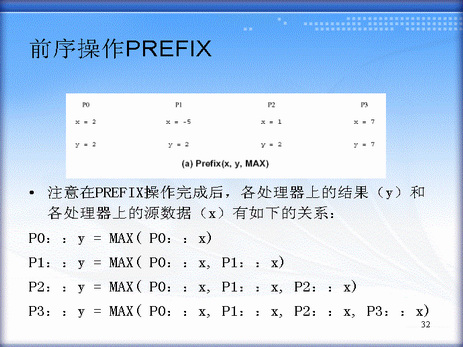 前序操作PREFIX
P0 P1 P2 P3
x = 2 x = -5 x = 1 x = 7
y = 2 y = 2 y = 2 y = 7
(a) Prefix(x, y, MAX)
• 注意在PREFIX操作完成后，各处理器上的结果（y）和
各处理器上的源数据（x）有如下的关系：
P0：：y = MAX( P0：：x)
P1：：y = MAX( P0：：x, P1：：x)
P2：：y = MAX( P0：：x, P1：：x, P2：：x)
P3：：y = MAX( P0：：x, P1：：x, P2：：x, P3：：x)
32